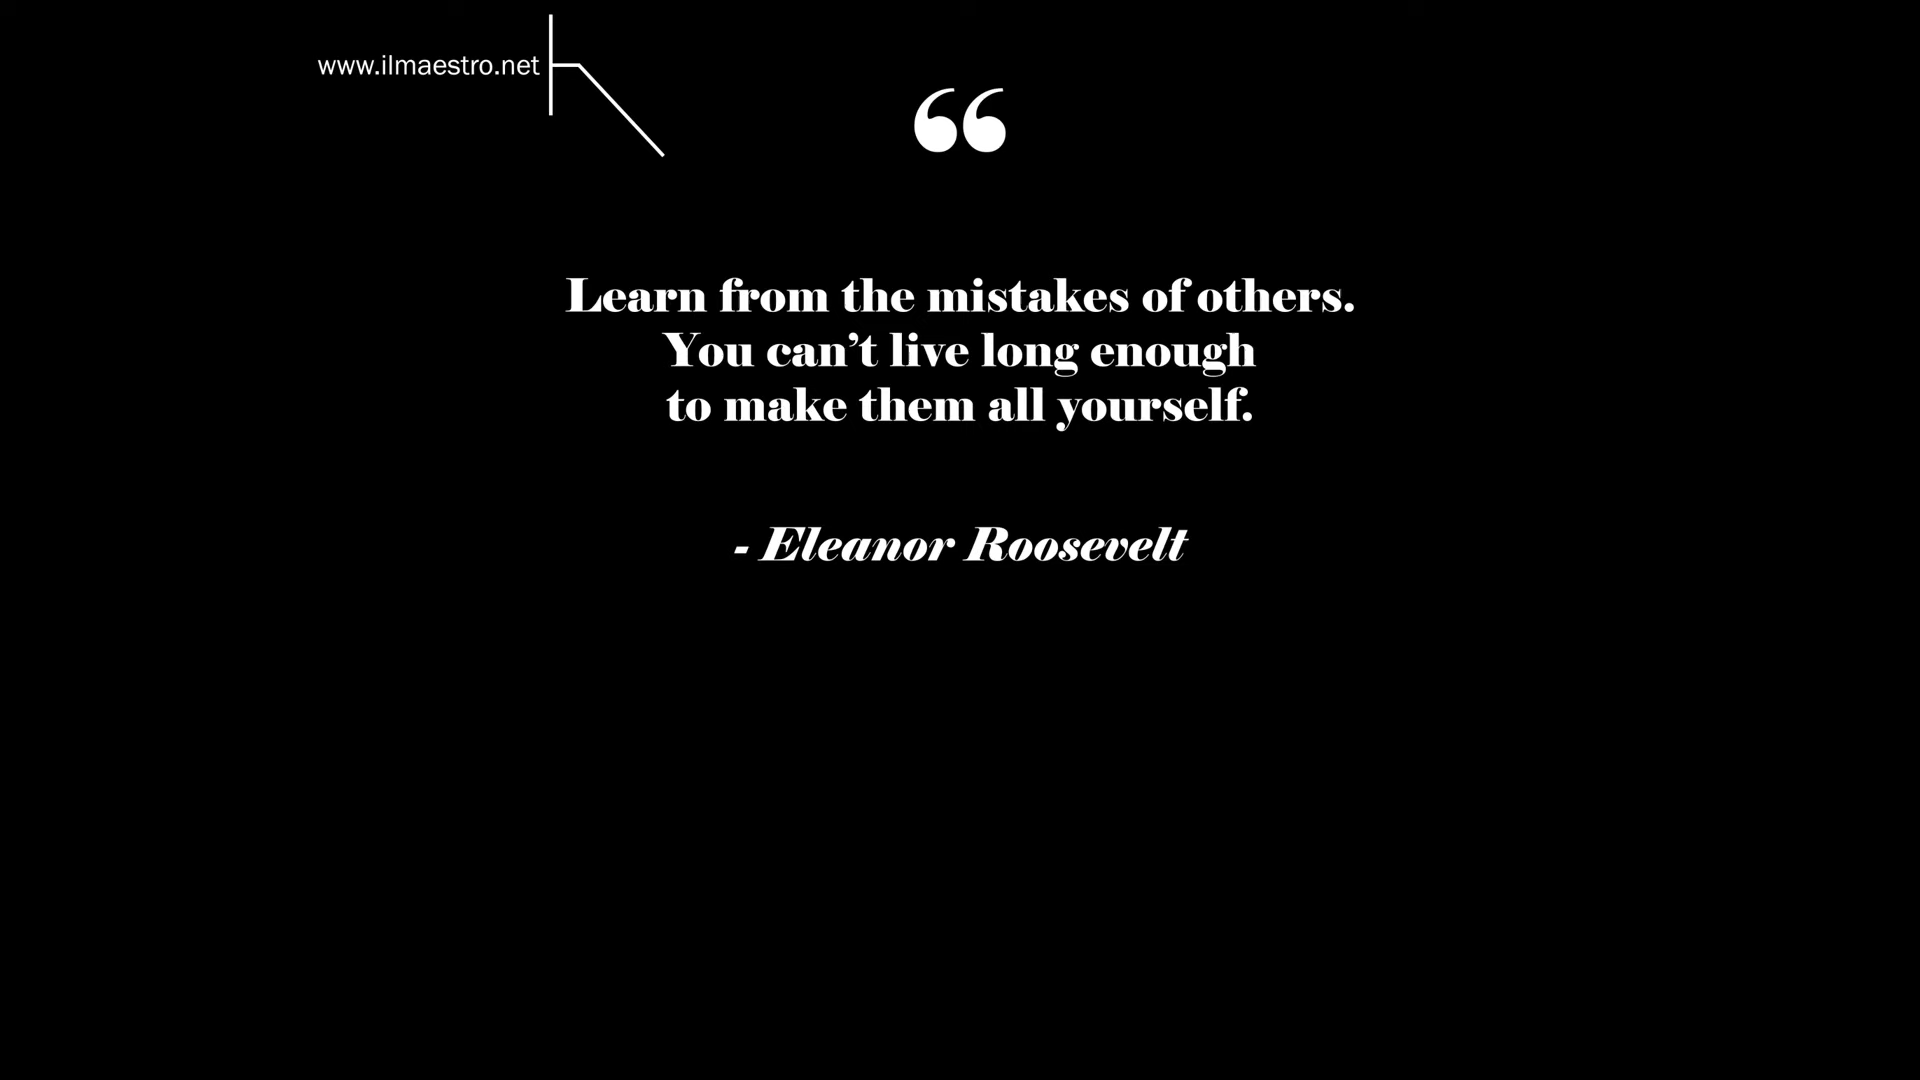 www.ilmaestro.net
“
Learn from the mistakes of others.
You can’t live long enough
to make them all yourself.
- Eleanor Roosevelt